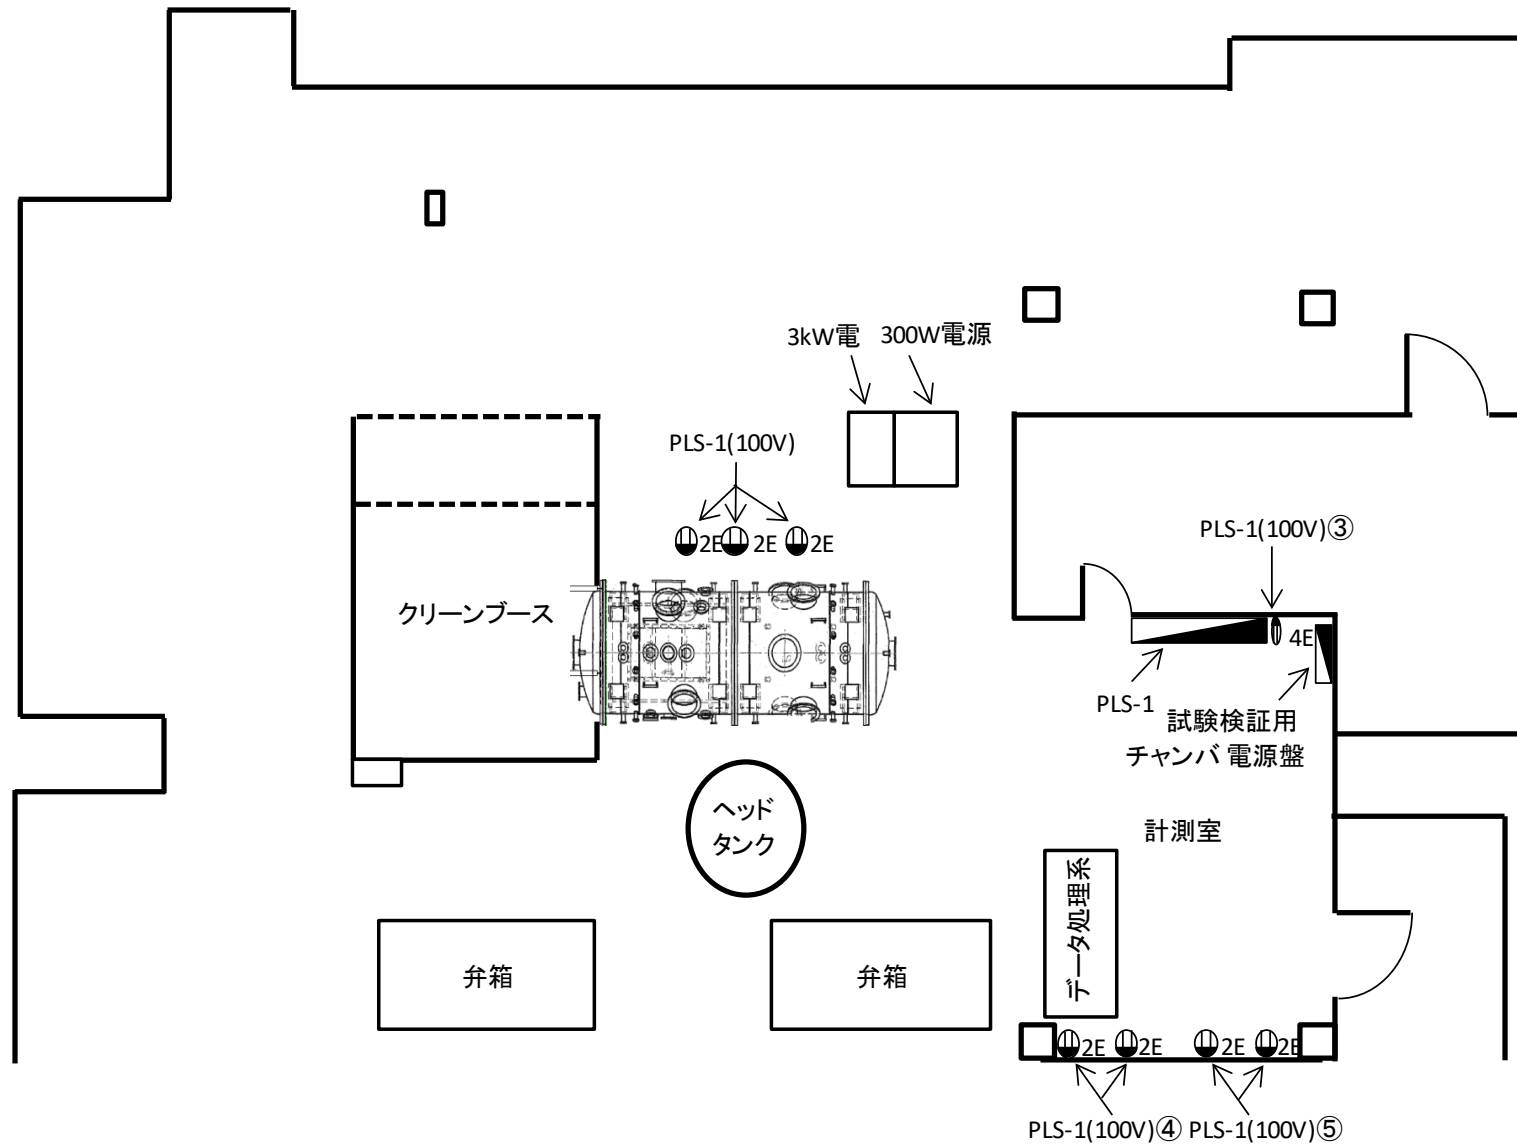 3kW電
300W電源
PLS-1(100V)
2E
2E
2E
PLS-1(100V)③
クリーンブース
4E
PLS-1
試験検証用
チャンバ 電源盤
ヘッド
タンク
計測室
データ処理系
弁箱
弁箱
2E
2E
2E
2E
PLS-1(100V)④
PLS-1(100V)⑤